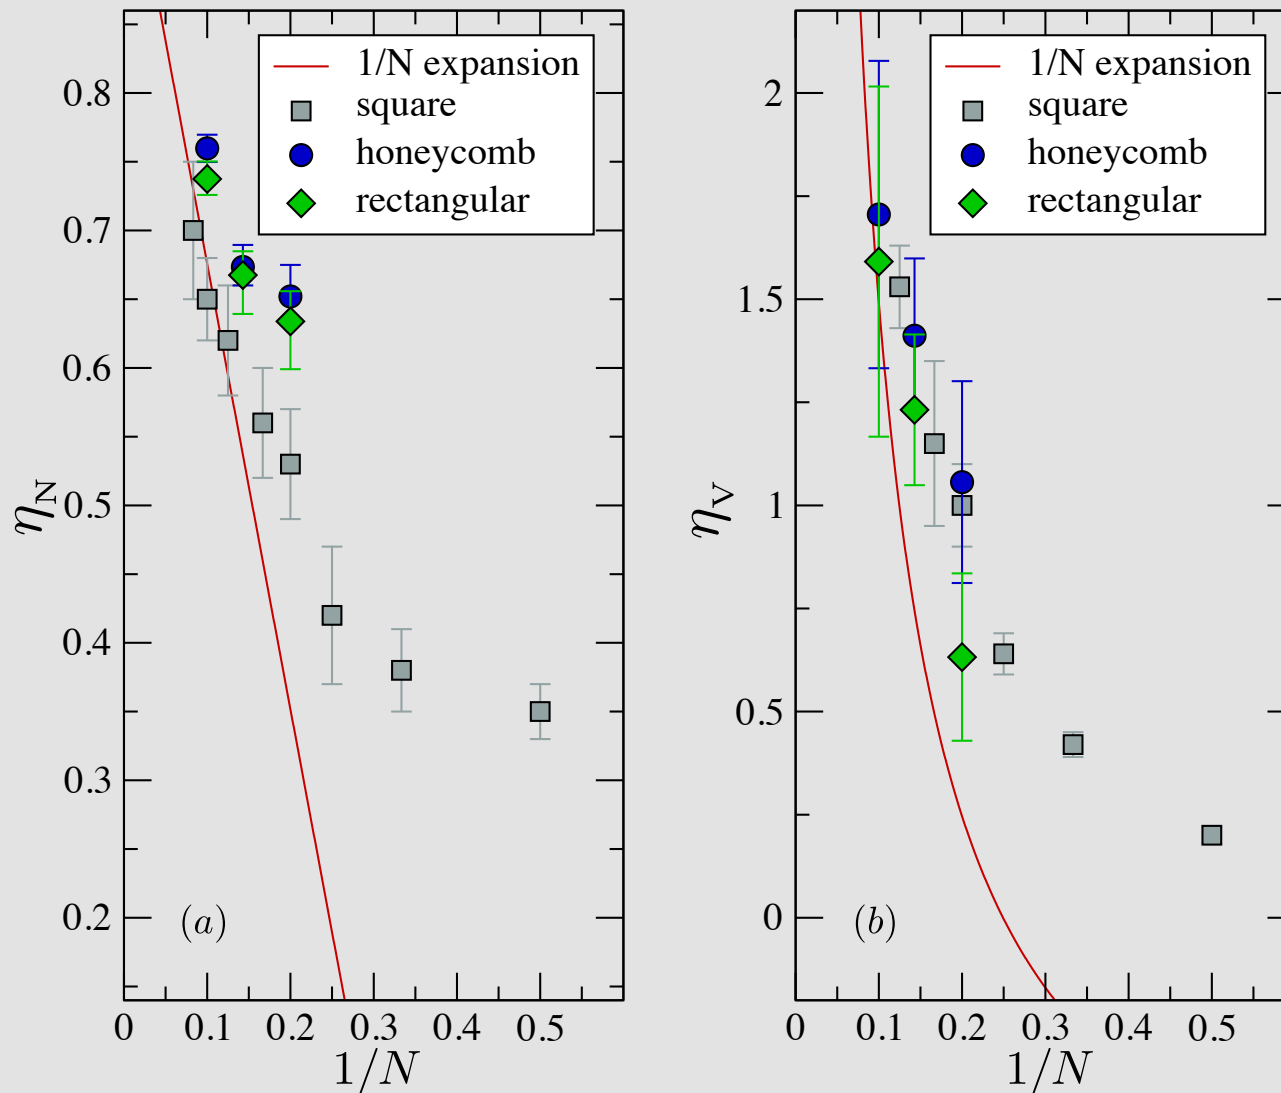 1/N expansion
square
honeycomb
rectangular
0.8
0.7
0.6
0.5
0.4
0.3
0.2
η_N
(a)
0 0.1 0.2 0.3 0.4 0.5
1/N
1/N expansion
square
honeycomb
rectangular
2
1.5
1
0.5
0
η_V
(b)
0 0.1 0.2 0.3 0.4 0.5
1/N